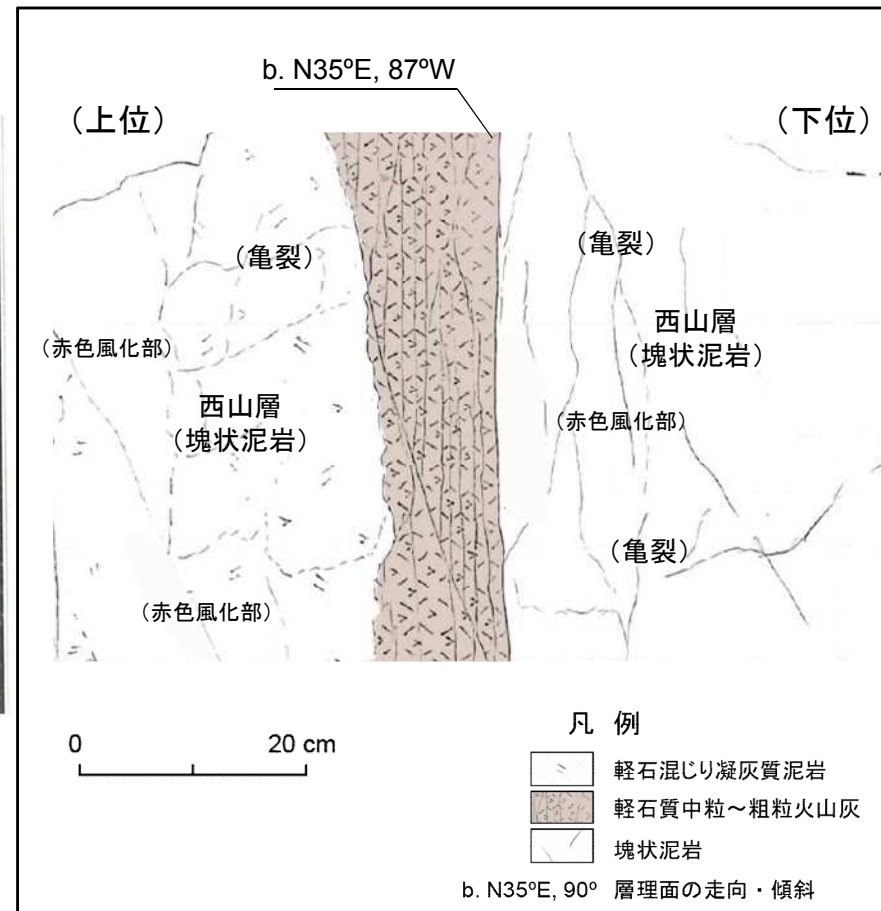 b. N35ºE, 87ºW
（上位）
（下位）
（亀裂）
（亀裂）
西山層
（塊状泥岩）
（赤色風化部）
西山層
（塊状泥岩）
（赤色風化部）
（亀裂）
（赤色風化部）
0 20 cm
凡 例
軽石混じり凝灰質泥岩
軽石質中粒～粗粒火山灰
塊状泥岩
b. N35ºE, 90º 層理面の走向・傾斜